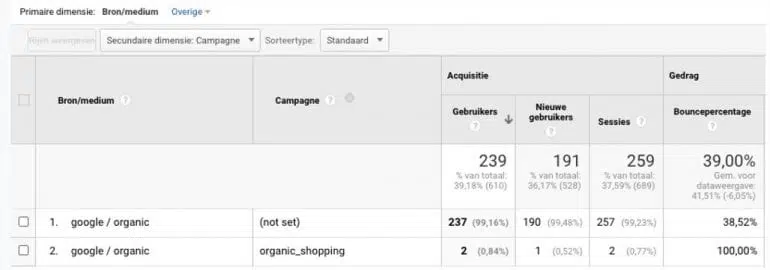 Primaire dimensie: Bron/medium Overige
Rijen weergeven Secundaire dimensie: Campagne Sorteertype: Standaard
Acquisitie Gedrag
Bron/medium ? Campagne ?
Gebruikers ? Nieuwe gebruikers ? Sessies ? Bouncepercentage ?
239 191 259 39,00%
% van totaal: % van totaal: % van totaal: Gem. voor
39,18% (610) 36,17% (528) 37,59% (689) dataweergave:
41,51% (-6,05%)
1. google / organic (not set) 237 (99,16%) 190 (99,48%) 257 (99,23%) 38,52%
2. google / organic organic_shopping 2 (0,84%) 1 (0,52%) 2 (0,77%) 100,00%